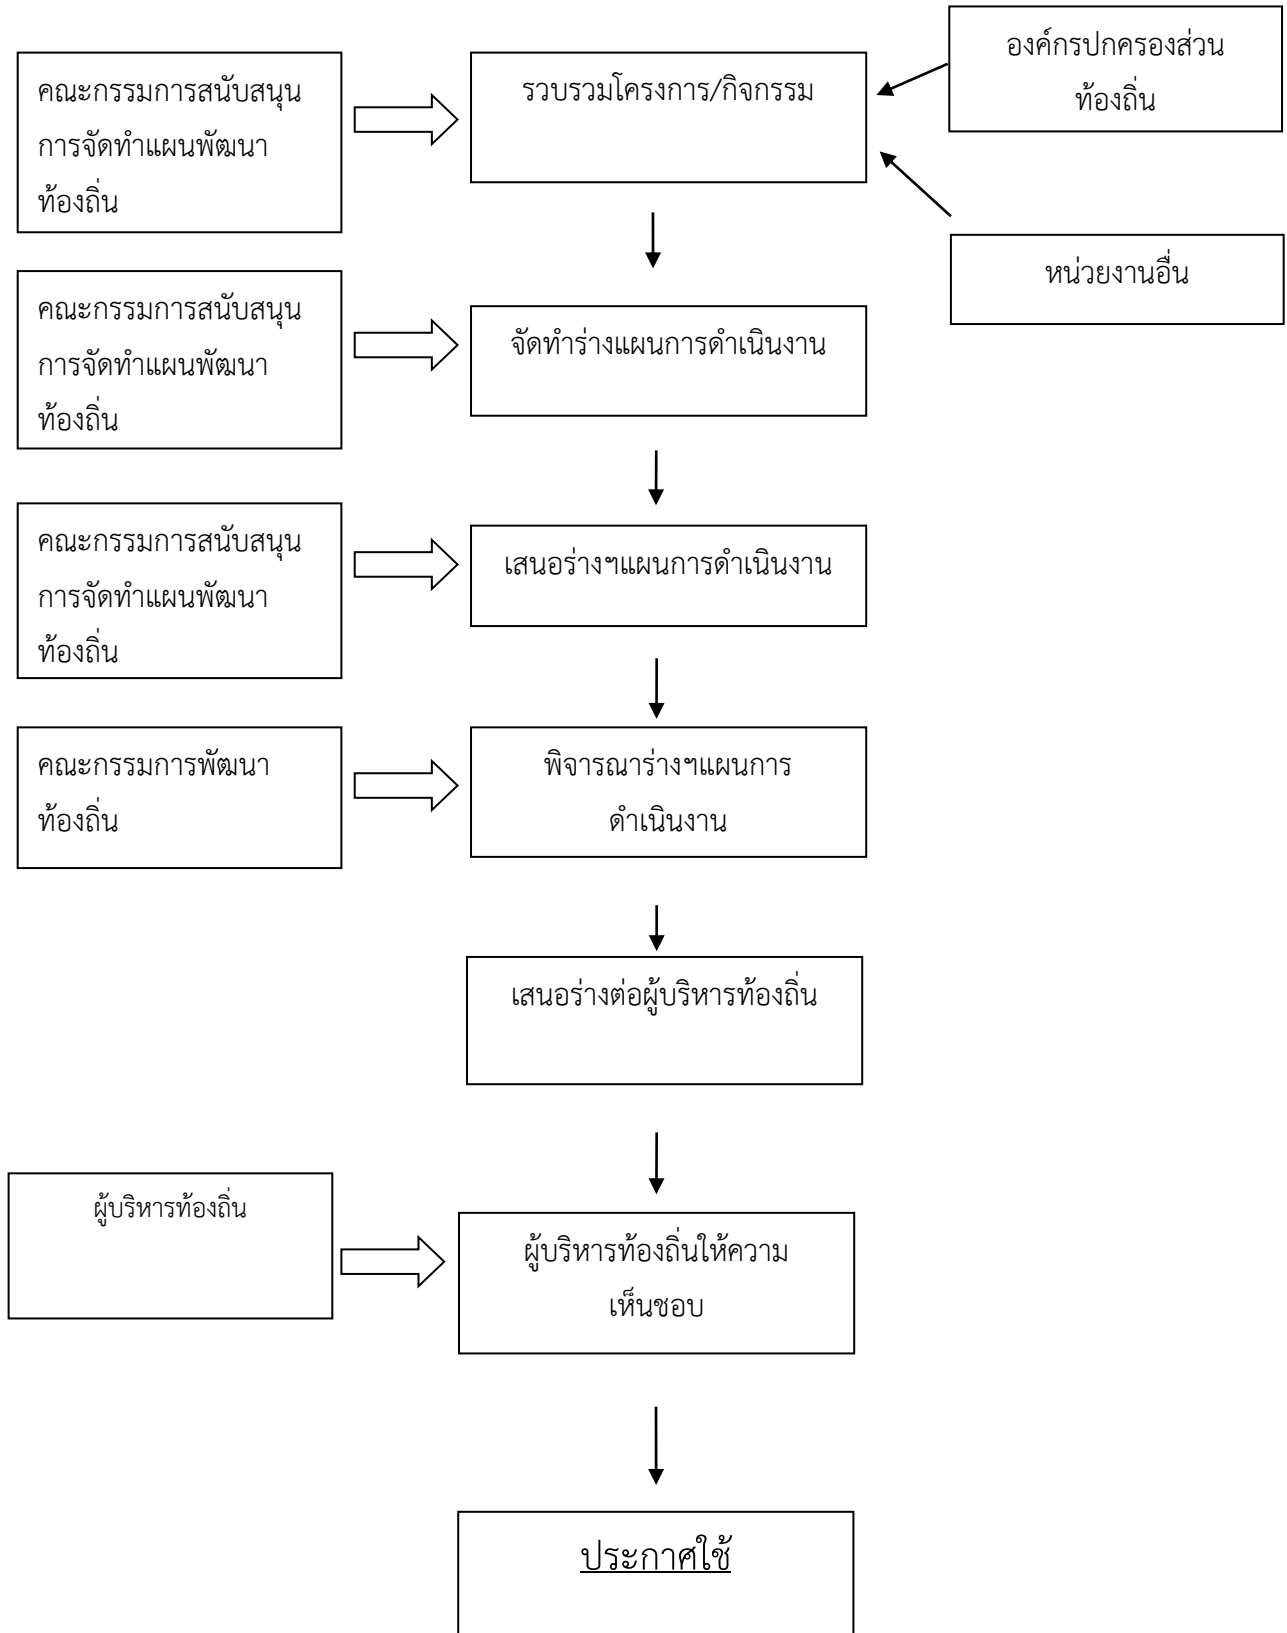 องค์กรปกครองส่วน
ท้องถิ่น
คณะกรรมการสนับสนุน
การจัดทำแผนพัฒนา
ท้องถิ่น
รวบรวมโครงการ/กิจกรรม
หน่วยงานอื่น
คณะกรรมการสนับสนุน
การจัดทำแผนพัฒนา
ท้องถิ่น
จัดทำร่างแผนการดำเนินงาน
คณะกรรมการสนับสนุน
การจัดทำแผนพัฒนา
ท้องถิ่น
เสนอร่างฯแผนการดำเนินงาน
คณะกรรมการพัฒนา
ท้องถิ่น
พิจารณาร่างฯแผนการ
ดำเนินงาน
เสนอร่างต่อผู้บริหารท้องถิ่น
ผู้บริหารท้องถิ่น
ผู้บริหารท้องถิ่นให้ความ
เห็นชอบ
ประกาศใช้